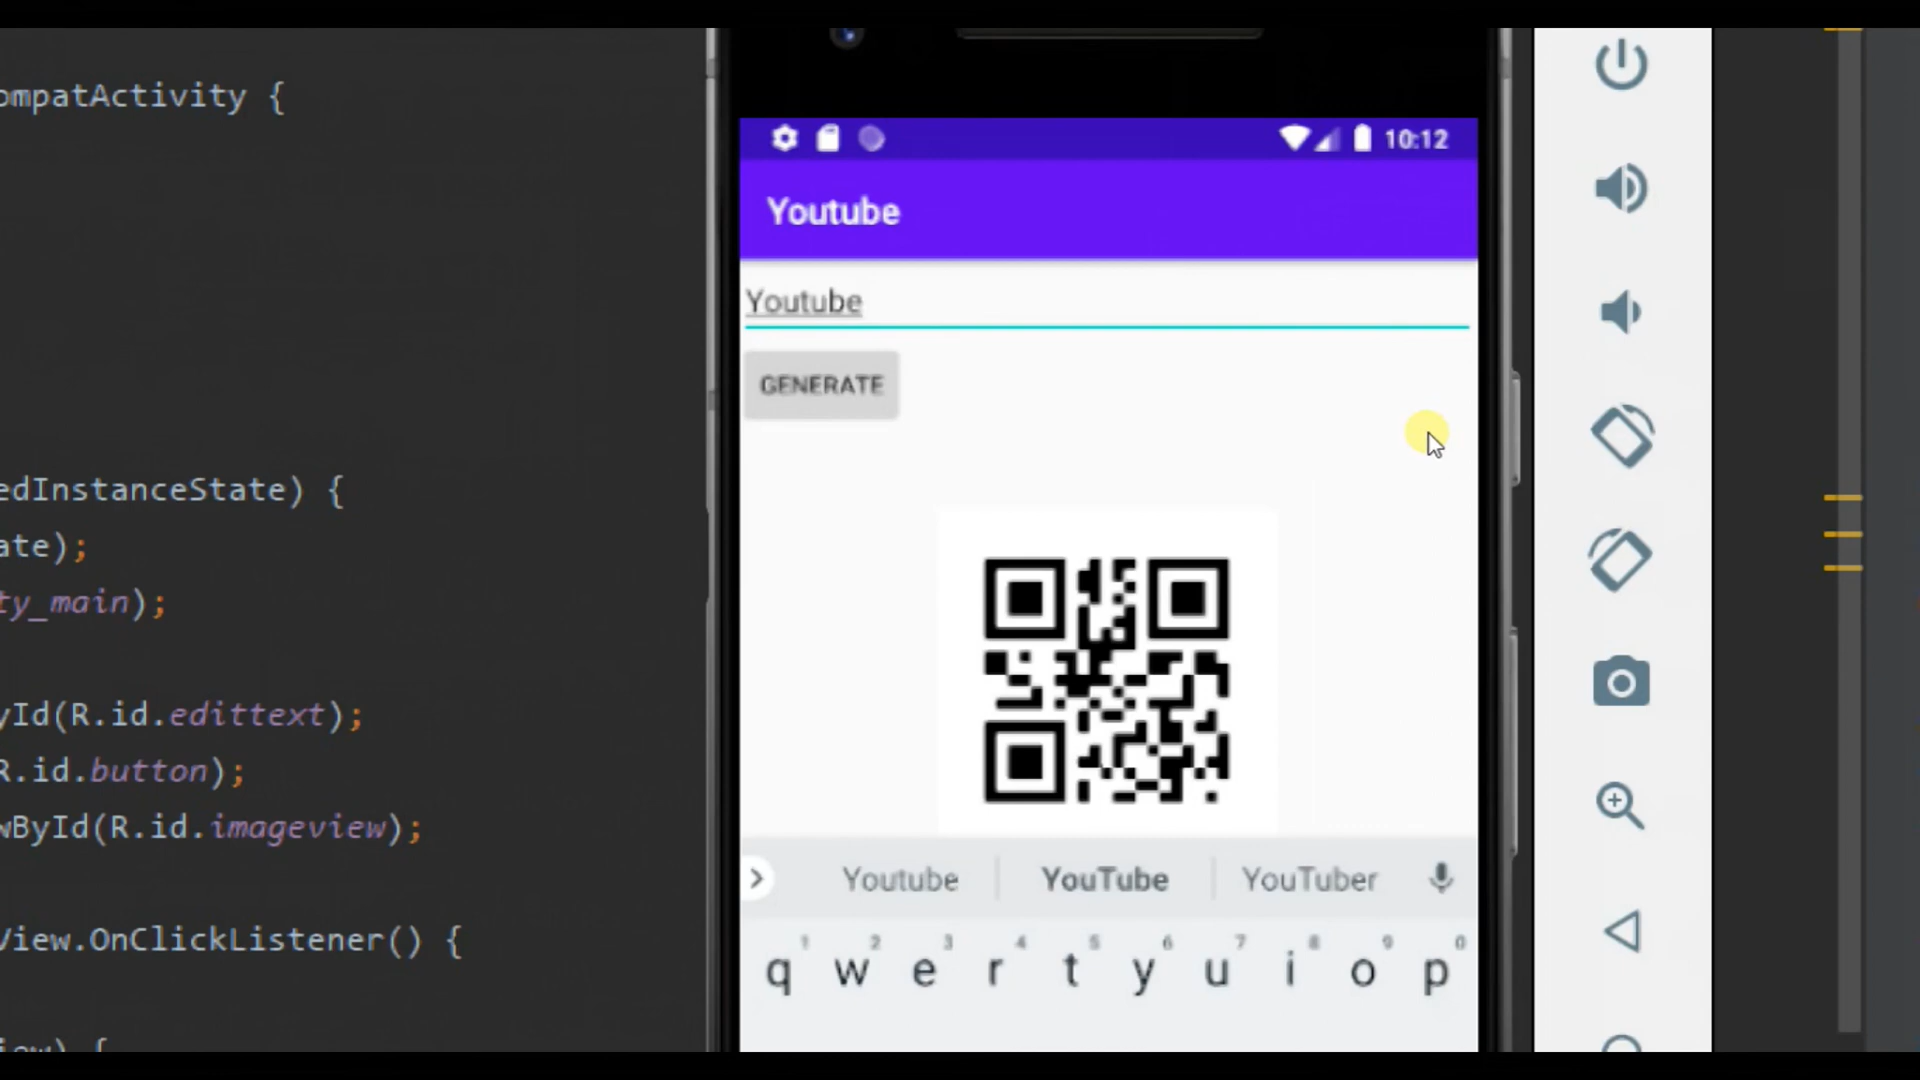 ompatActivity {
edInstanceState) {
ate);
ty_main);
yId(R.id.edittext);
R.id.button);
wById(R.id.imageview);
View.OnClickListener() {
10:12
Youtube
Youtube
GENERATE
Youtube YouTube YouTuber
1 2 3 4 5 6 7 8 9 0
q w e r t y u i o p